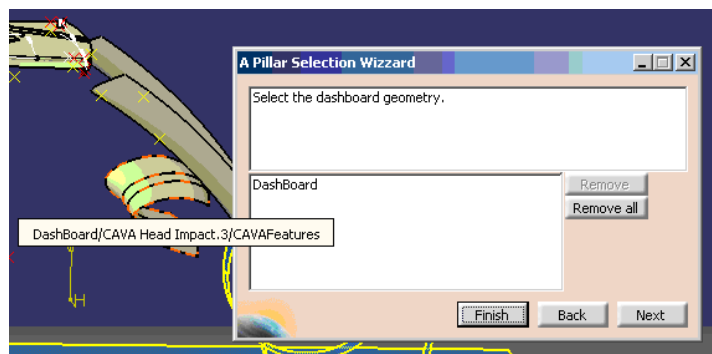 A Pillar Selection Wizzard
Select the dashboard geometry.
DashBoard
Remove
Remove all
DashBoard/CAVA Head Impact.3/CAVAFeatures
H
Finish
Back
Next